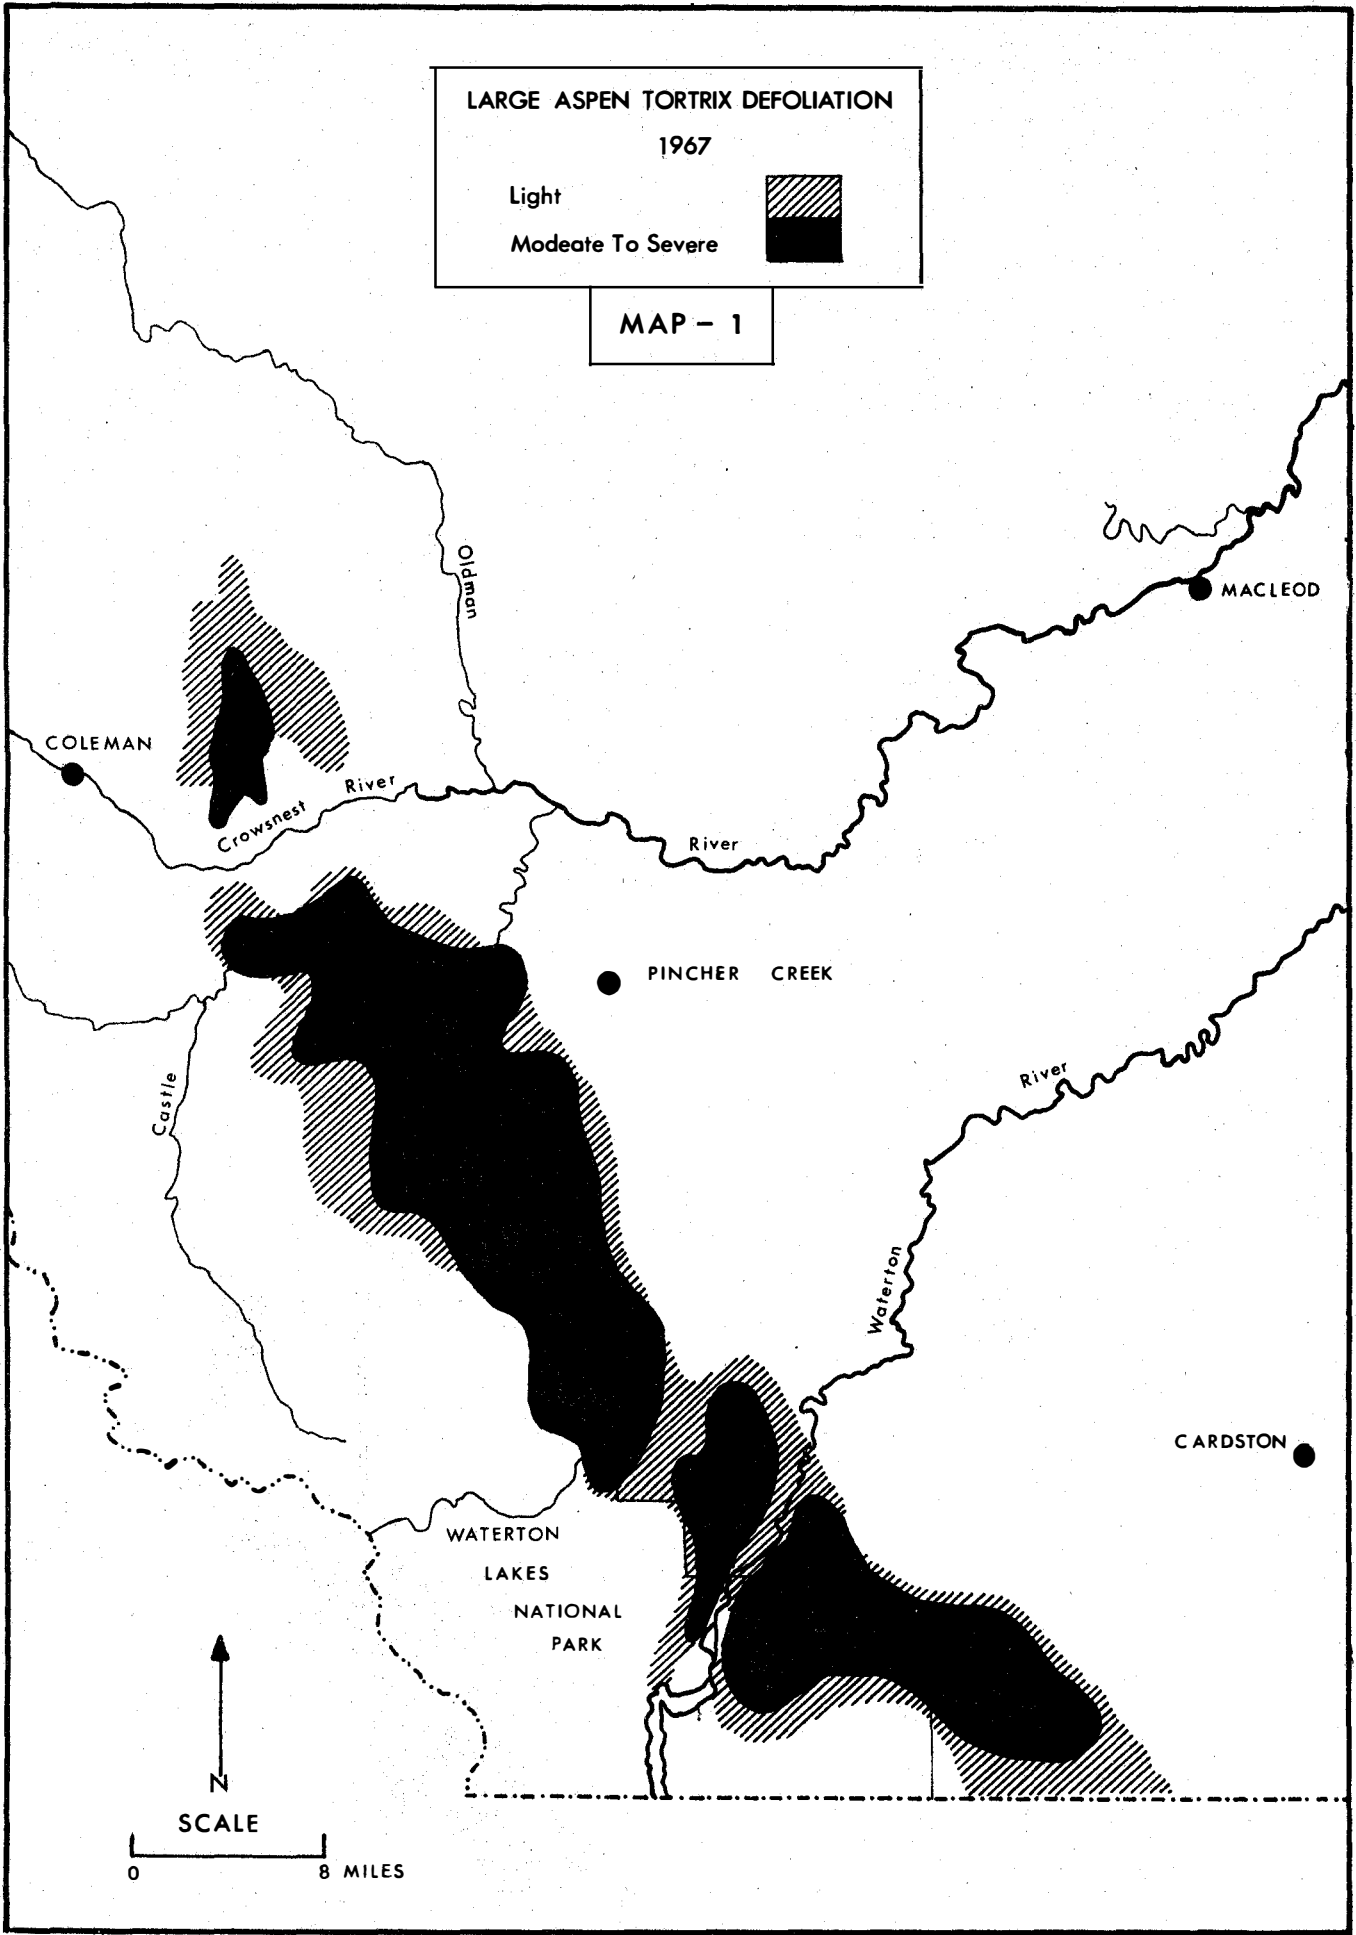 LARGE ASPEN TORTRIX DEFOLIATION
1967
Light
Modeate To Severe
MAP - 1
Oldman
MACLEOD
COLEMAN
Crowsnest River
River
PINCHER CREEK
River
Castle
Waterton
CARDSTON
WATERTON
LAKES
NATIONAL
PARK
N
SCALE
0 8 MILES